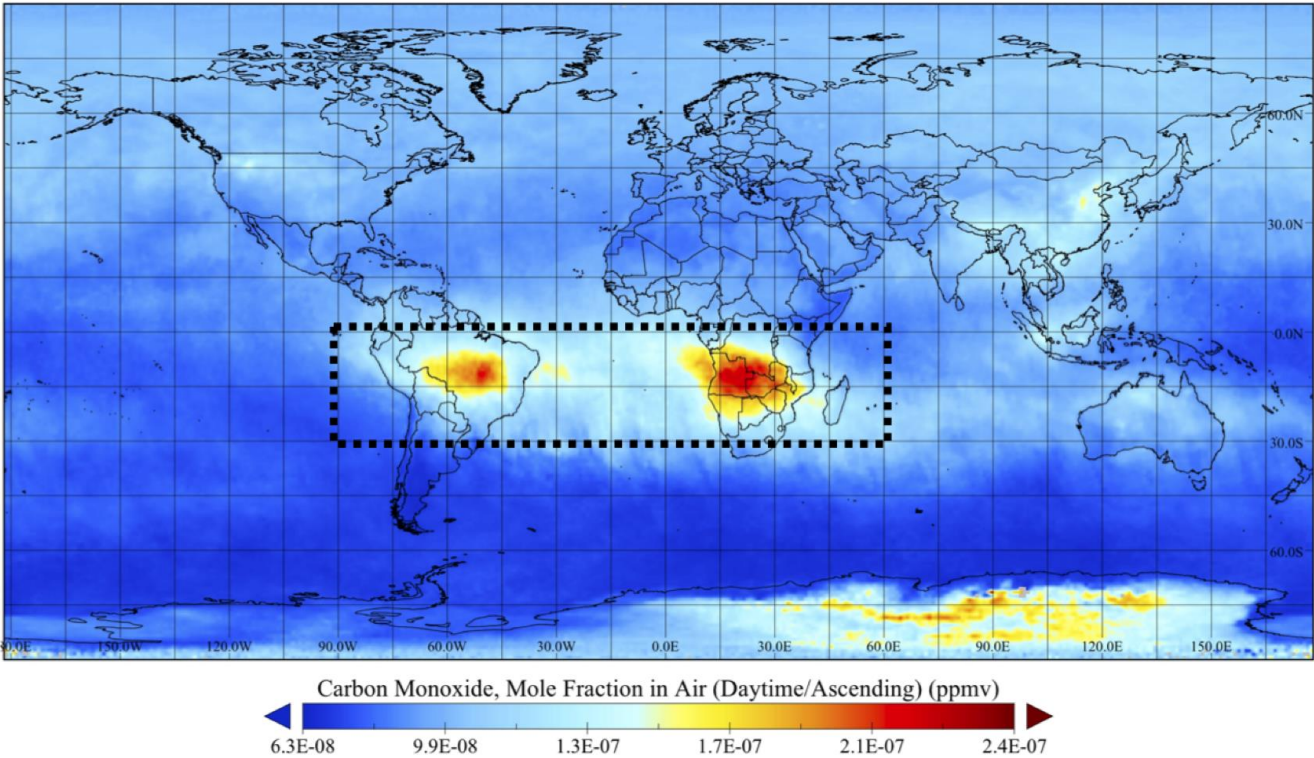 60.0N
30.0N
0.0N
30.0S
60.0S
150.0W 120.0W 90.0W 60.0W 30.0W 0.0E 30.0E 60.0E 90.0E 120.0E 150.0E
Carbon Monoxide, Mole Fraction in Air (Daytime/Ascending) (ppmv)
6.3E-08 9.9E-08 1.3E-07 1.7E-07 2.1E-07 2.4E-07